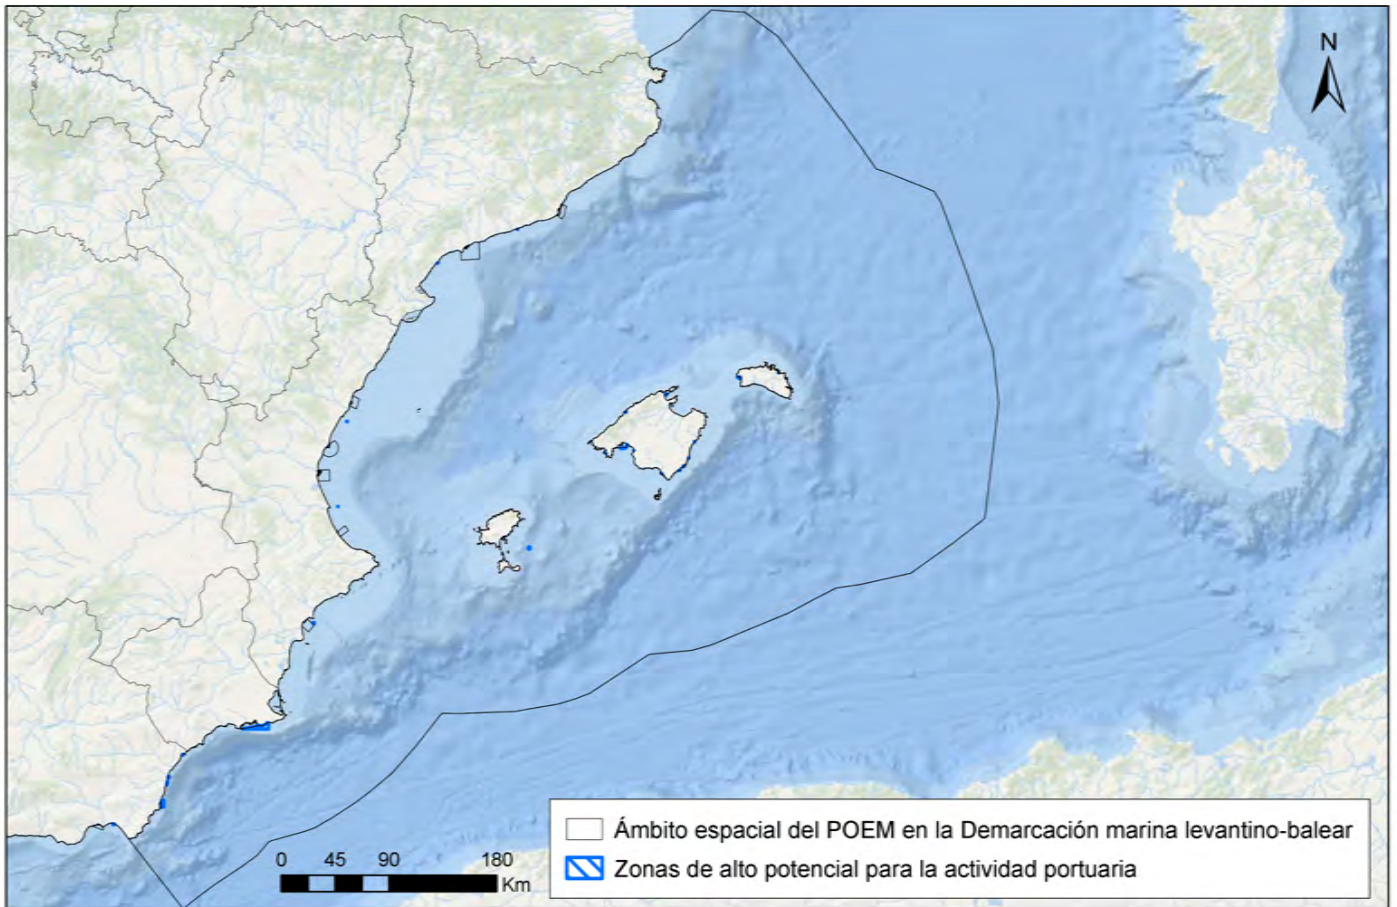 N
0 45 90 180
Km
Ámbito espacial del POEM en la Demarcación marina levantino-balear
Zonas de alto potencial para la actividad portuaria